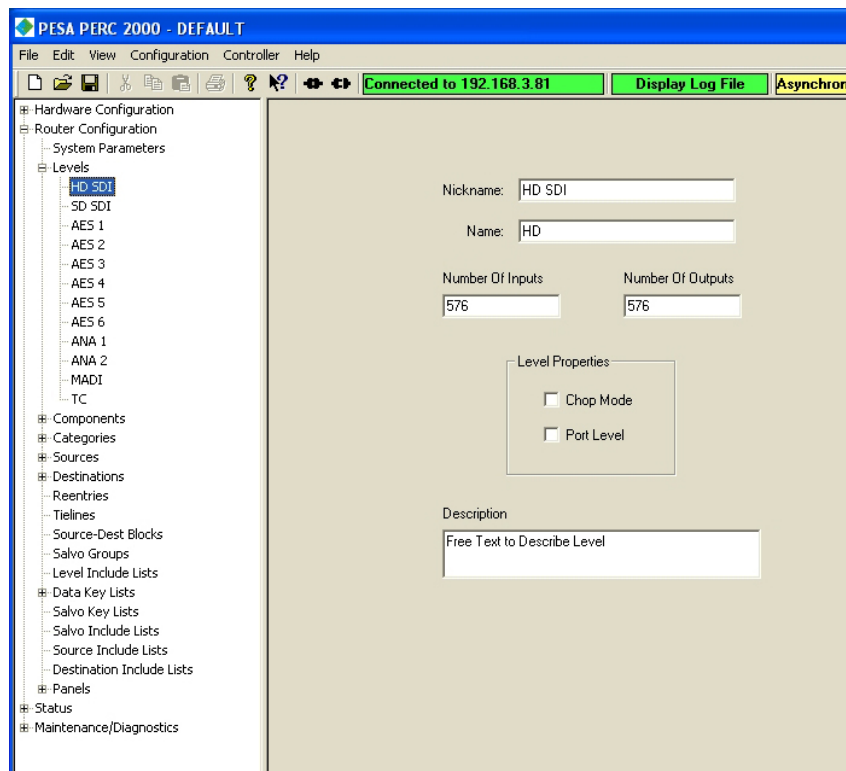 PESA PERC 2000 - DEFAULT
File Edit View Configuration Controller Help
Connected to 192.168.3.81 Display Log File Asynchron
Hardware Configuration
Router Configuration
System Parameters
Levels
HD SDI
SD SDI
AES 1
AES 2
AES 3
AES 4
AES 5
AES 6
ANA 1
ANA 2
MADI
TC
Components
Categories
Sources
Destinations
Reentries
Tielines
Source-Dest Blocks
Salvo Groups
Level Include Lists
Data Key Lists
Salvo Key Lists
Salvo Include Lists
Source Include Lists
Destination Include Lists
Panels
Status
Maintenance/Diagnostics
Nickname: HD SDI
Name: HD
Number Of Inputs Number Of Outputs
576 576
Level Properties
Chop Mode
Port Level
Description
Free Text to Describe Level